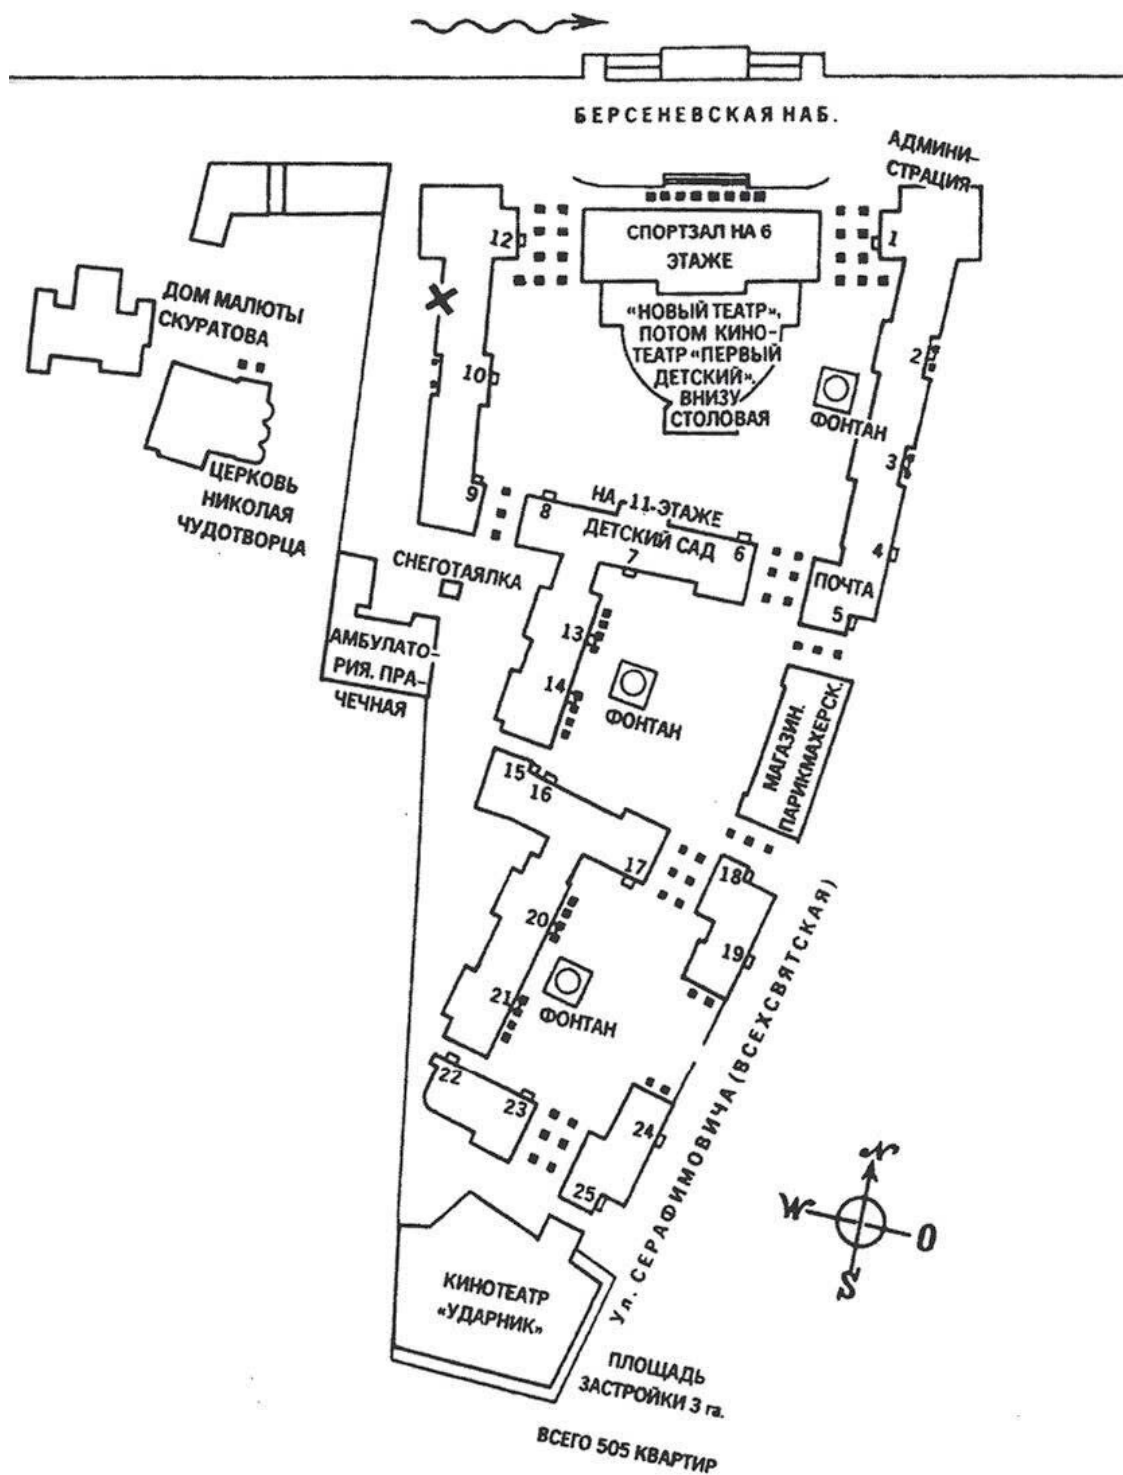 БЕРСЕНЕВСКАЯ НАБ.
АДМИНИ-
СТРАЦИЯ
12
СПОРТЗАЛ НА 6
ЭТАЖЕ
1
ДОМ МАЛЮТЫ
СКУРАТОВА
«НОВЫЙ ТЕАТР»,
ПОТОМ КИНО-
ТЕАТР «ПЕРВЫЙ
ДЕТСКИЙ».
ВНИЗУ
СТОЛОВАЯ
2
10
ФОНТАН
3
ЦЕРКОВЬ
НИКОЛАЯ
ЧУДОТВОРЦА
9
8
НА 11-ЭТАЖЕ
ДЕТСКИЙ САД
7
6
4
СНЕГОТАЯЛКА
ПОЧТА
5
АМБУЛАТО-
РИЯ. ПРА-
ЧЕЧНАЯ
13
14
ФОНТАН
МАГАЗИН.
ПАРИКМАХЕРСК.
15
16
17
18
19
20
21
ФОНТАН
22
23
24
25
Ул. СЕРАФИМОВИЧА (ВСЕХСВЯТСКАЯ)
N
W
O
S
КИНОТЕАТР
«УДАРНИК»
ПЛОЩАДЬ
ЗАСТРОЙКИ 3 га.
ВСЕГО 505 КВАРТИР